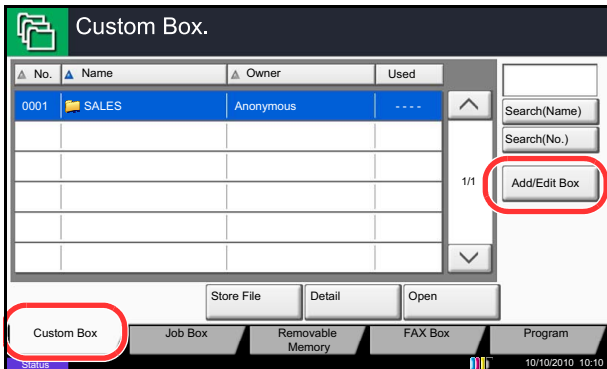 Custom Box.
No. Name Owner Used
0001 SALES Anonymous - - - -
Search(Name)
Search(No.)
1/1
Add/Edit Box
Store File Detail Open
Custom Box Job Box Removable Memory FAX Box Program
Status 10/10/2010 10:10